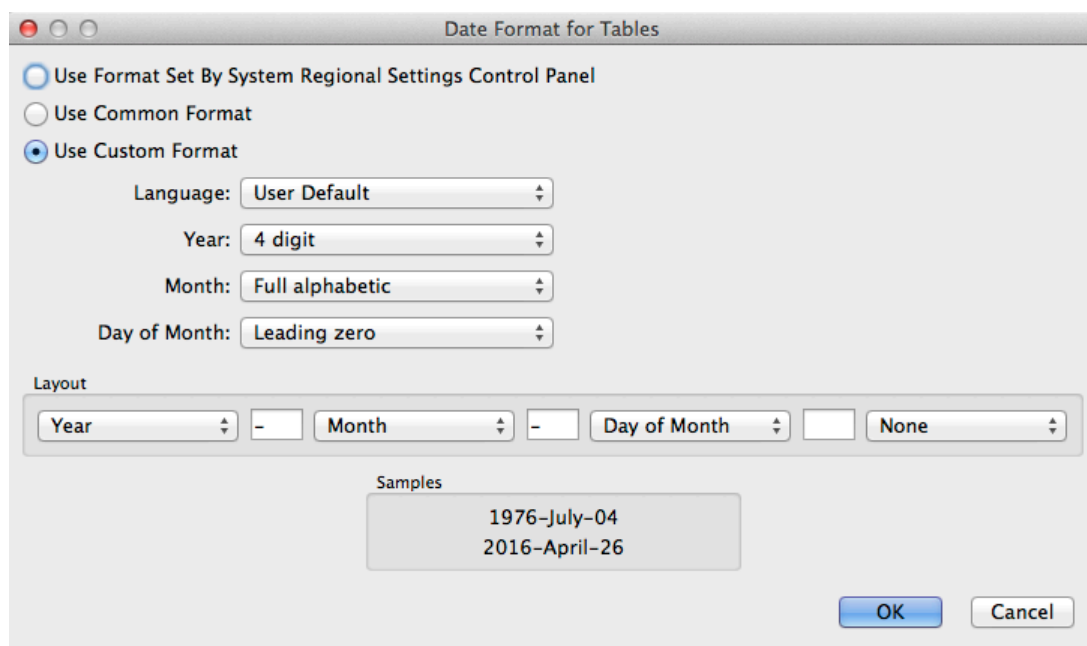 Date Format for Tables
Use Format Set By System Regional Settings Control Panel
Use Common Format
Use Custom Format
Language: User Default
Year: 4 digit
Month: Full alphabetic
Day of Month: Leading zero
Layout
Year – Month – Day of Month None
Samples
1976-July-04
2016-April-26
OK Cancel